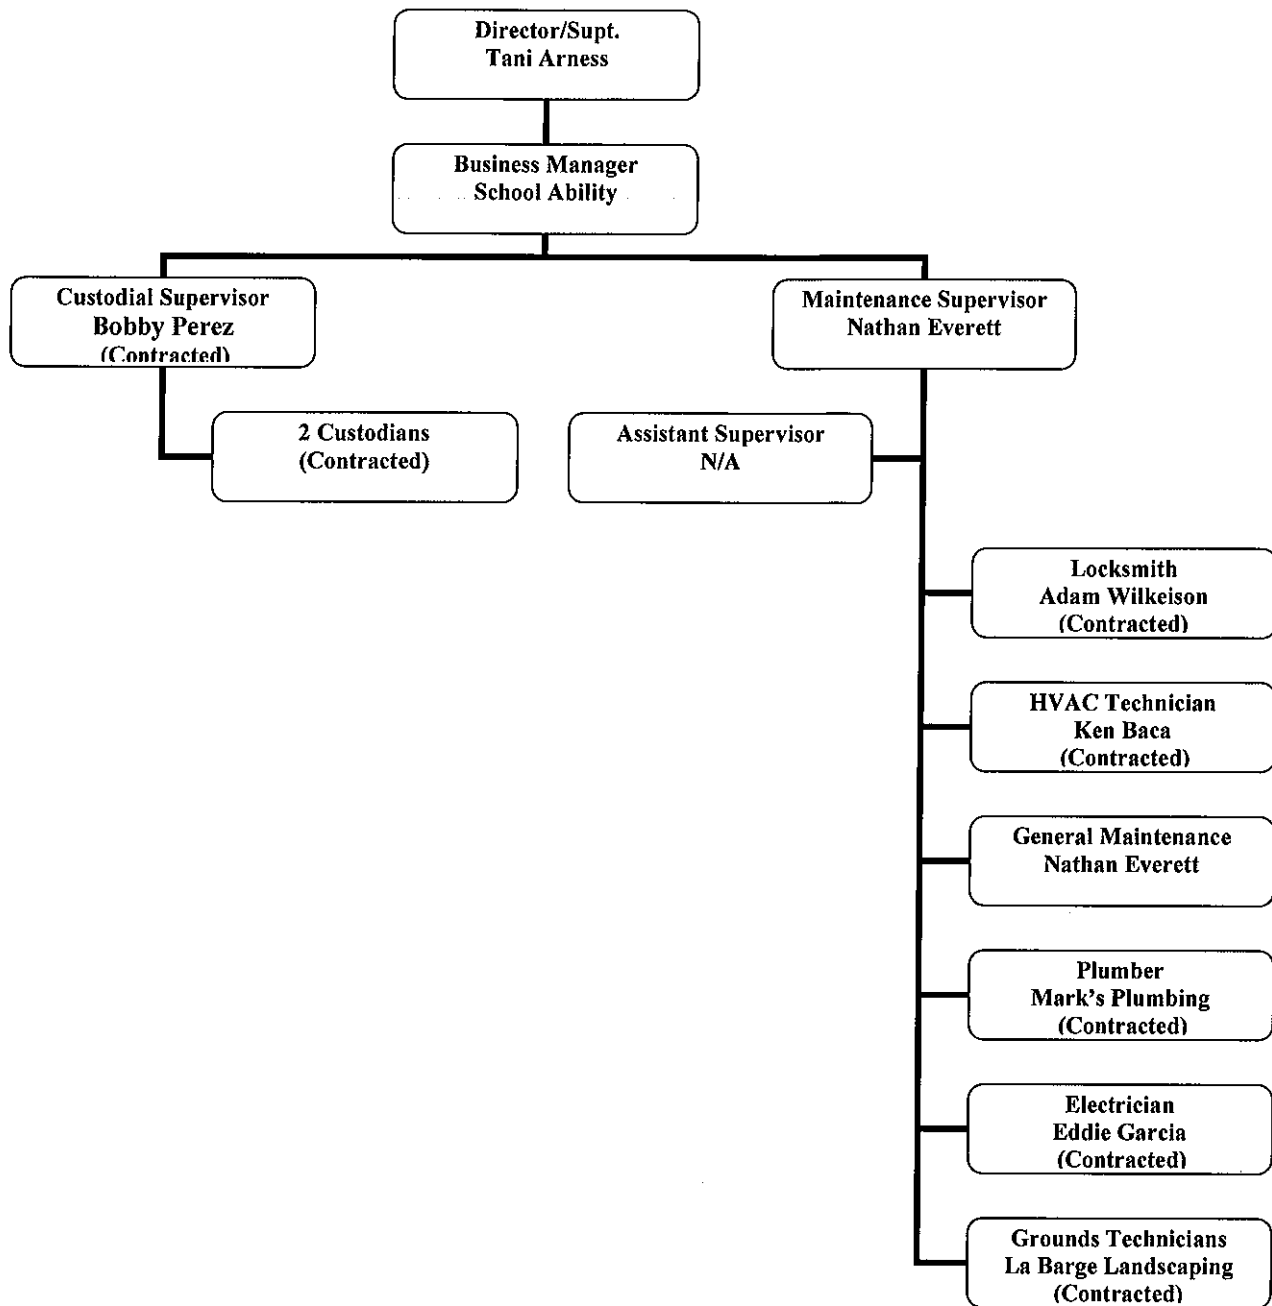 Director/Supt.
Tani Arness
Business Manager
School Ability
Custodial Supervisor
Bobby Perez
(Contracted)
Maintenance Supervisor
Nathan Everett
2 Custodians
(Contracted)
Assistant Supervisor
N/A
Locksmith
Adam Wilkeison
(Contracted)
HVAC Technician
Ken Baca
(Contracted)
General Maintenance
Nathan Everett
Plumber
Mark's Plumbing
(Contracted)
Electrician
Eddie Garcia
(Contracted)
Grounds Technicians
La Barge Landscaping
(Contracted)